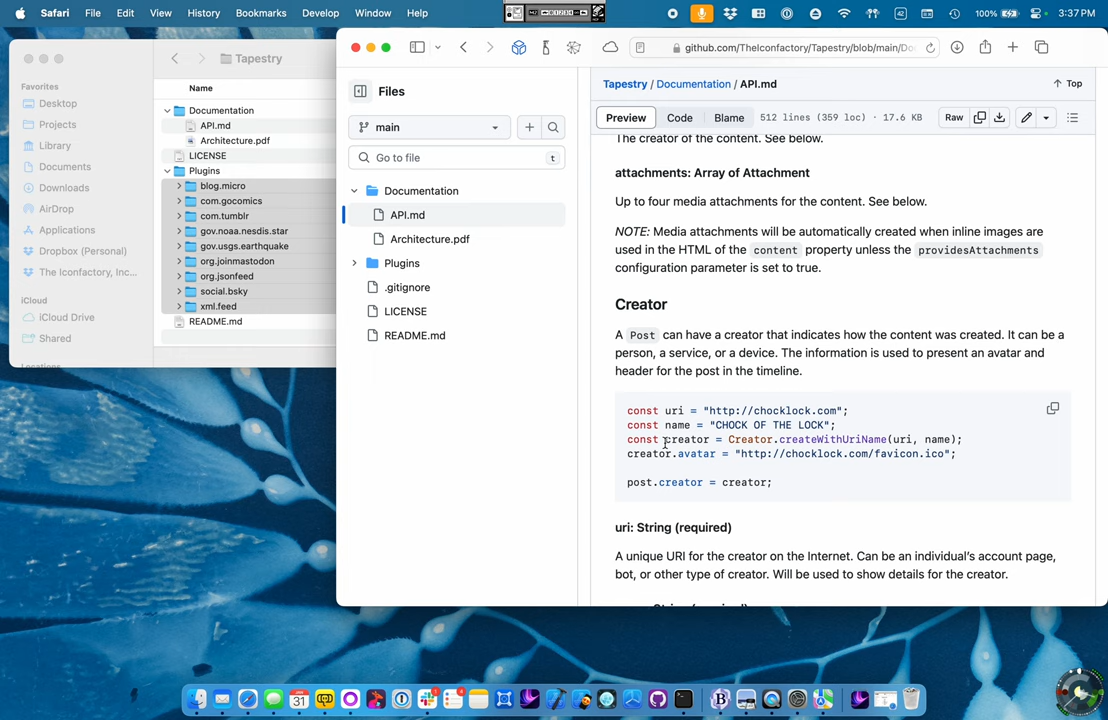 Safari File Edit View History Bookmarks Develop Window Help
100% 3:37PM
Tapestry
Favorites
Desktop
Projects
Library
Documents
Downloads
AirDrop
Applications
Dropbox (Personal)
The Iconfactory, Inc...
iCloud
iCloud Drive
Shared
Name
Documentation
API.md
Architecture.pdf
LICENSE
Plugins
blog.micro
com.gocomics
com.tumblr
gov.noaa.nesdis.star
gov.usgs.earthquake
org.joinmastodon
org.jsonfeed
social.bsky
xml.feed
README.md
github.com/TheIconfactory/Tapestry/blob/main/Do
Files
main
Go to file t
Documentation
API.md
Architecture.pdf
Plugins
.gitignore
LICENSE
README.md
Tapestry / Documentation / API.md
Top
Preview Code Blame 512 lines (359 loc) · 17.6 KB Raw
The creator of the content. See below.
attachments: Array of Attachment
Up to four media attachments for the content. See below.
NOTE: Media attachments will be automatically created when inline images are
used in the HTML of the content property unless the providesAttachments
configuration parameter is set to true.
Creator
A Post can have a creator that indicates how the content was created. It can be a
person, a service, or a device. The information is used to present an avatar and
header for the post in the timeline.
const uri = "http://chocklock.com";
const name = "CHOCK OF THE LOCK";
const creator = Creator.createWithUriName(uri, name);
creator.avatar = "http://chocklock.com/favicon.ico";
post.creator = creator;
uri: String (required)
A unique URI for the creator on the Internet. Can be an individual's account page,
bot, or other type of creator. Will be used to show details for the creator.
JAN
31